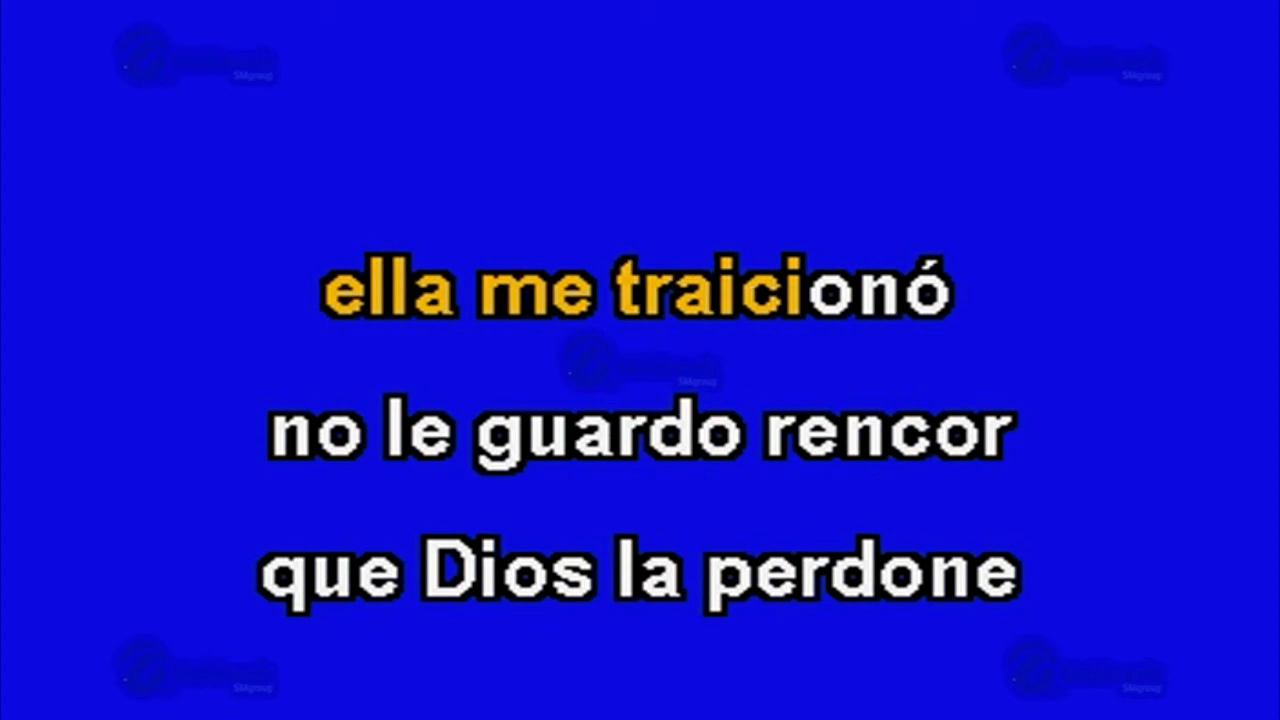 ella me traicionó
no le guardo rencor
que Dios la perdone